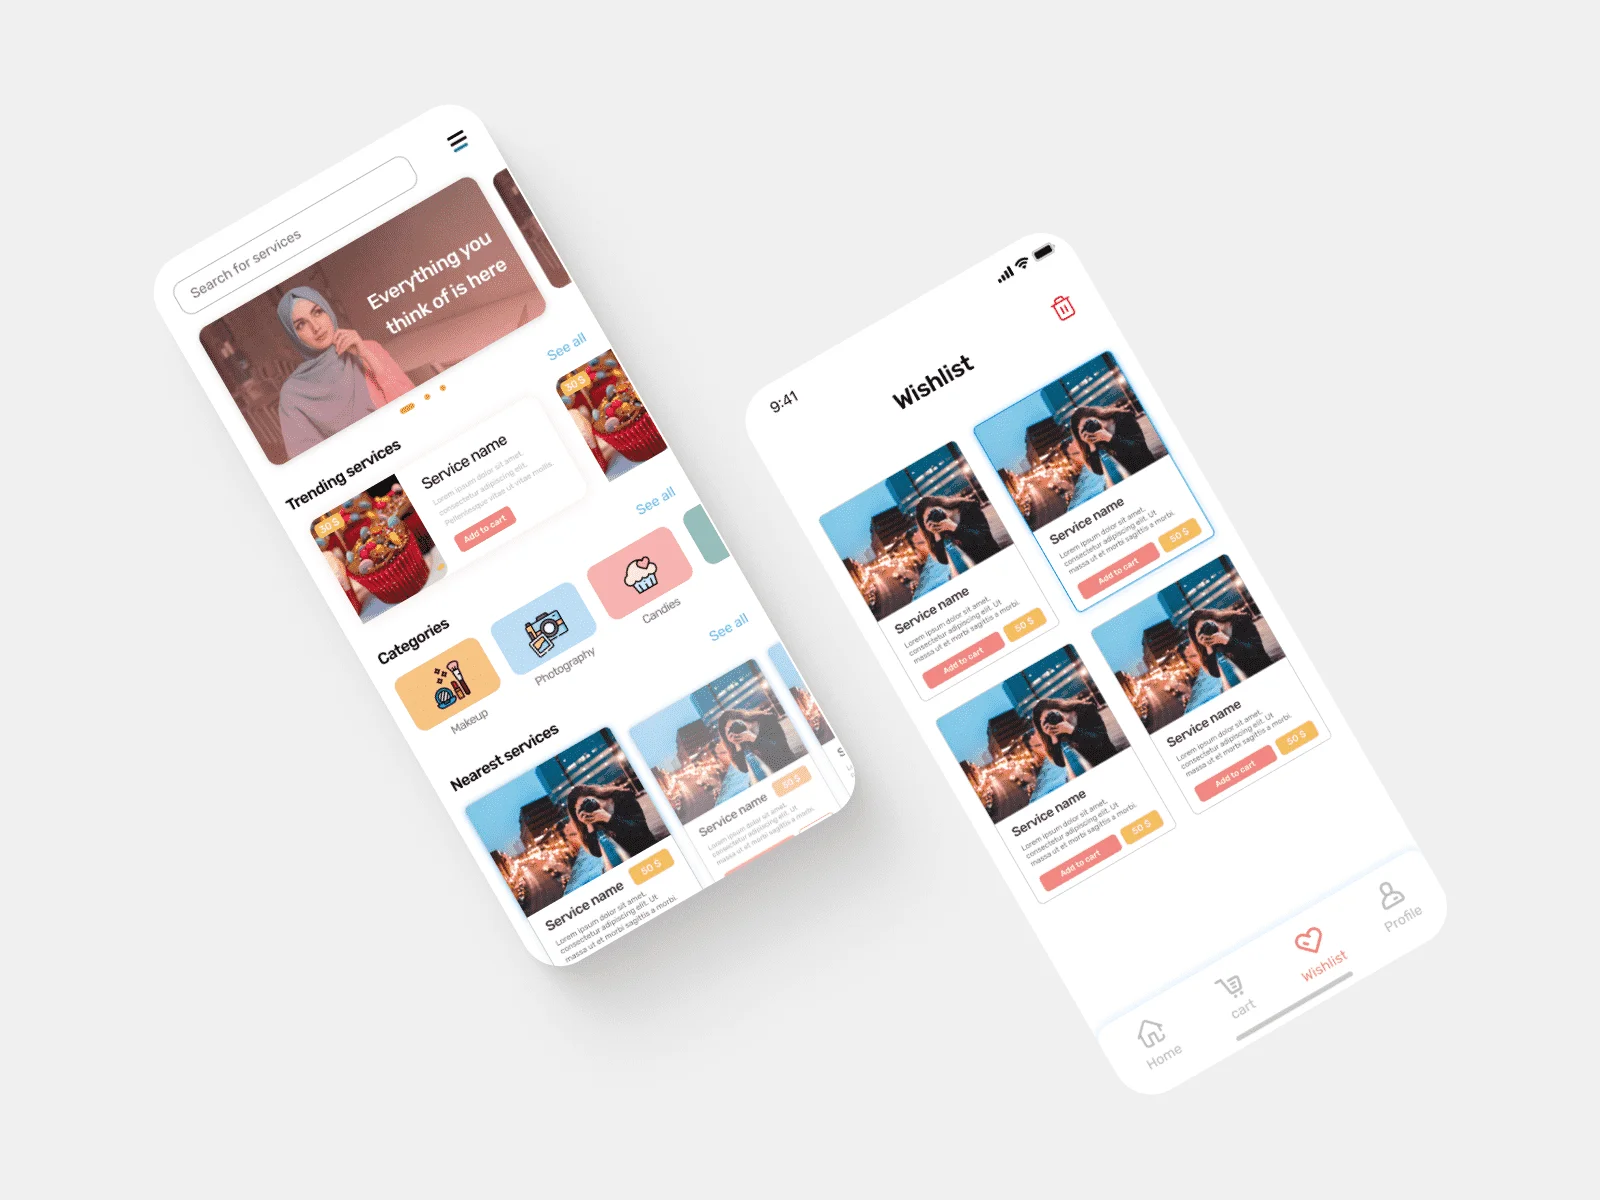 Search for services
Everything you
think of is here
Trending services
See all
30 $
Service name
Lorem ipsum dolor sit amet,
consectetur adipiscing elit.
Pellentesque vitae ut vitae mollis.
Add to cart
30 $
Categories
See all
Makeup
Photography
Candies
Nearest services
See all
Service name
50 $
Lorem ipsum dolor sit amet,
consectetur adipiscing elit. Ut
massa ut et morbi sagittis a morbi.
Service name
50 $
Lorem ipsum dolor sit amet,
consectetur adipiscing elit. Ut
massa ut et morbi sagittis a morbi.
9:41
Wishlist
Service name
Lorem ipsum dolor sit amet,
consectetur adipiscing elit. Ut
massa ut et morbi sagittis a morbi.
Add to cart
50 $
Service name
Lorem ipsum dolor sit amet,
consectetur adipiscing elit. Ut
massa ut et morbi sagittis a morbi.
Add to cart
50 $
Service name
Lorem ipsum dolor sit amet,
consectetur adipiscing elit. Ut
massa ut et morbi sagittis a morbi.
Add to cart
50 $
Service name
Lorem ipsum dolor sit amet,
consectetur adipiscing elit. Ut
massa ut et morbi sagittis a morbi.
Add to cart
50 $
Home
cart
Wishlist
Profile